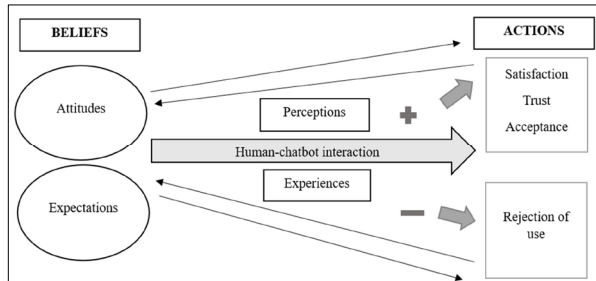 BELIEFS
ACTIONS
Attitudes
Satisfaction
Trust
Acceptance
Perceptions
Human-chatbot interaction
Experiences
Expectations
Rejection of
use